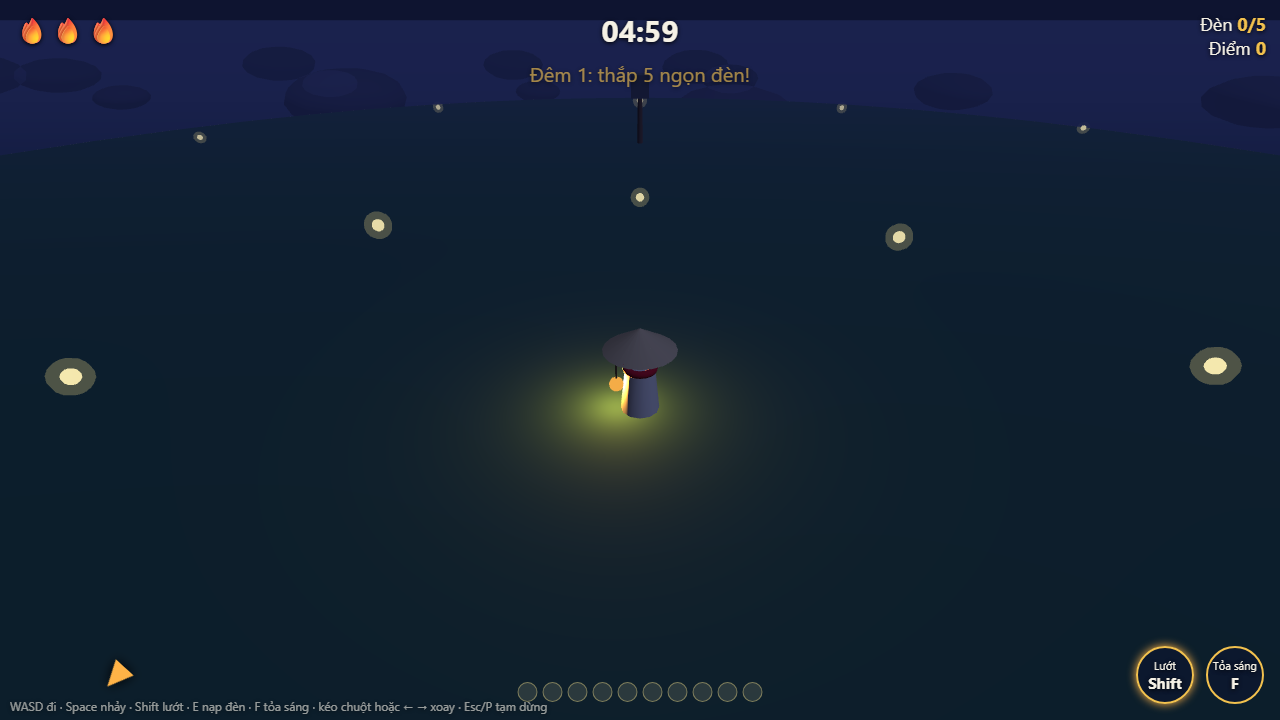 04:59
Đèn 0/5
Điểm 0
Đêm 1: thắp 5 ngọn đèn!
Lướt
Shift
Tỏa sáng
F
WASD đi · Space nhảy · Shift lướt · E nạp đèn · F tỏa sáng · kéo chuột hoặc ← → xoay · Esc/P tạm dừng